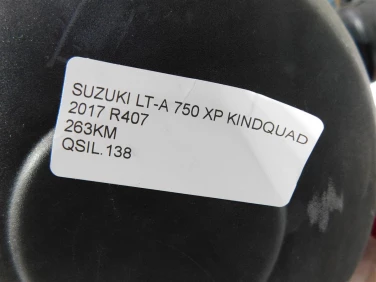 SUZUKI LT-A 750 XP KINDQUAD
2017 R407
263KM
QSIL.138